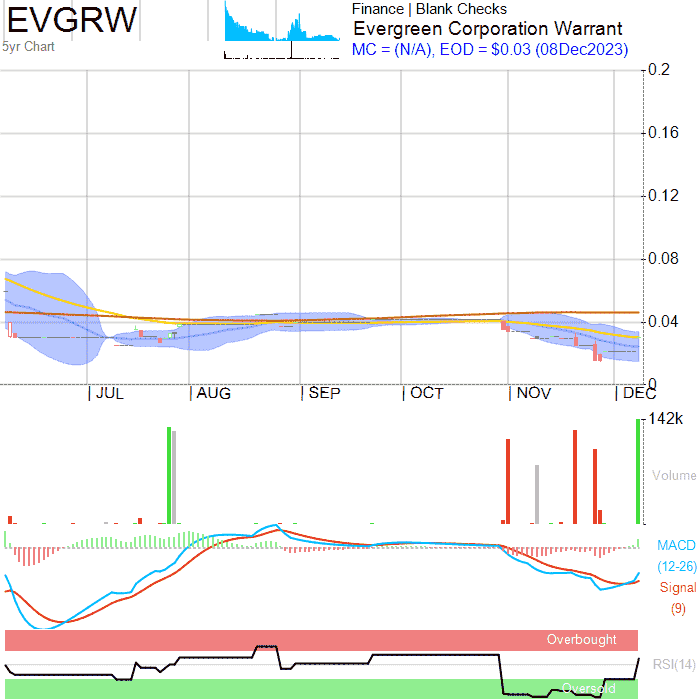 EVGRW
5yr Chart
Finance | Blank Checks
Evergreen Corporation Warrant
MC = (N/A), EOD = $0.03 (08Dec2023)
0.2
0.16
0.12
0.08
0.04
0
| JUL | AUG | SEP | OCT | NOV | DEC
142k
Volume
MACD
(12-26)
Signal
(9)
Overbought
RSI(14)
Oversold